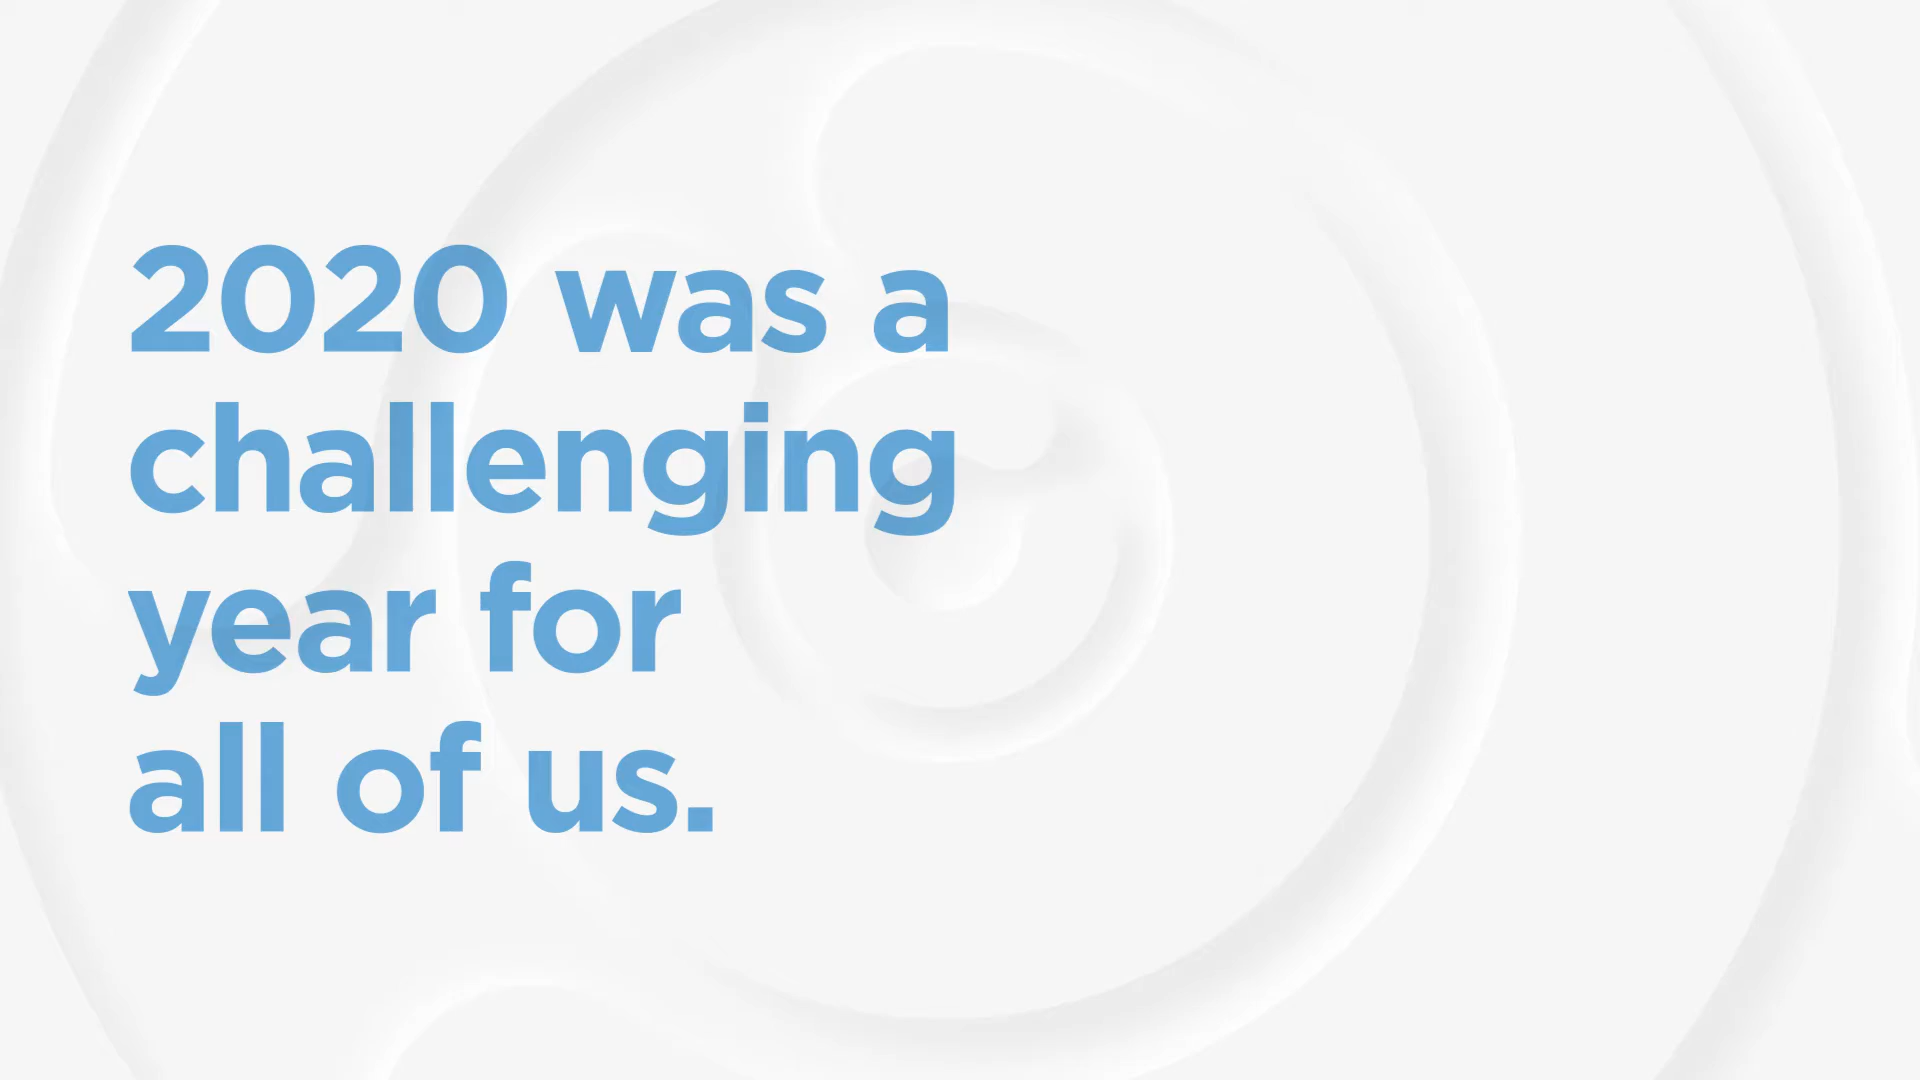 2020 was a
challenging
year for
all of us.